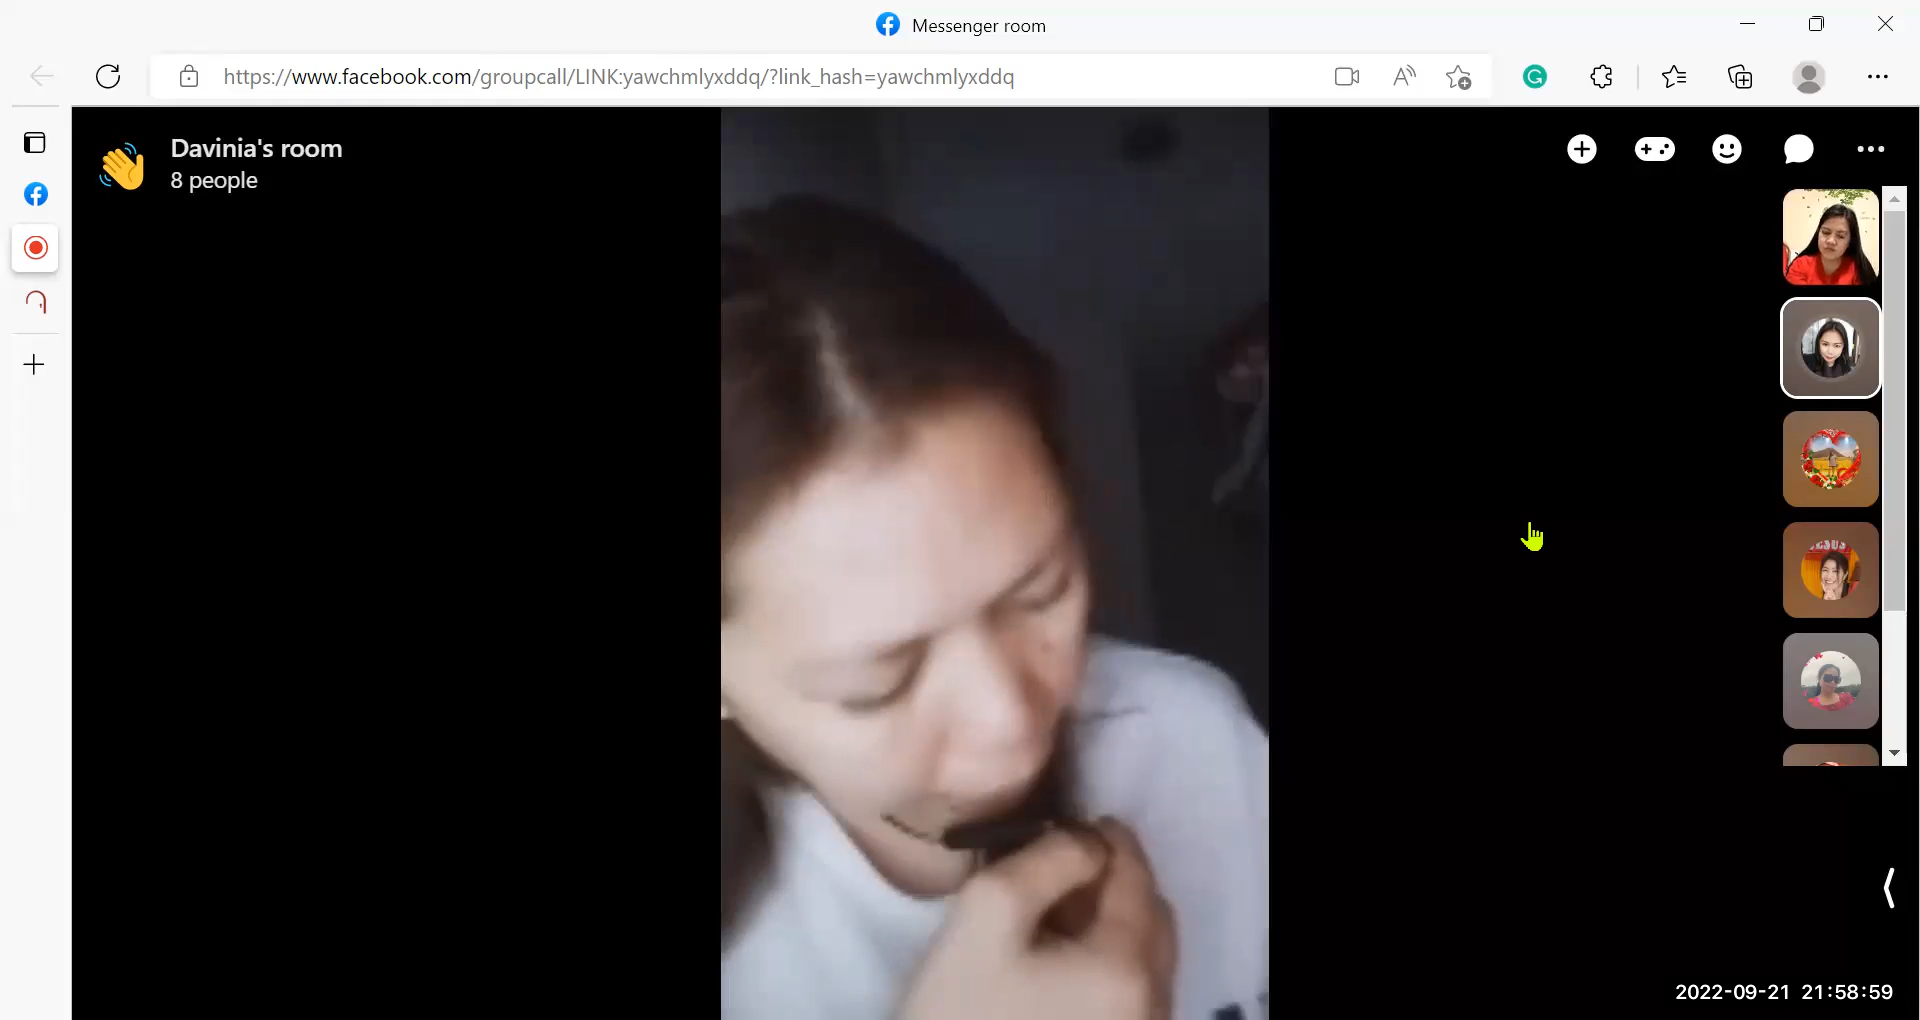 Messenger room
https://www.facebook.com/groupcall/LINK:yawchmlyxddq/?link_hash=yawchmlyxddq
Davinia's room
8 people
JESUS
2022-09-21 21:58:59